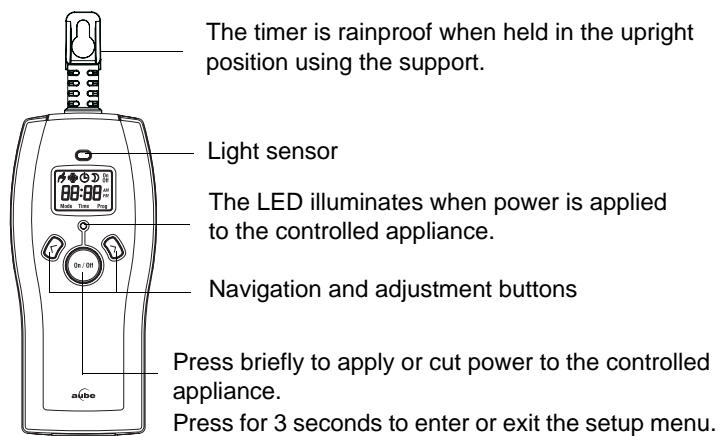 The timer is rainproof when held in the upright
position using the support.
Light sensor
On
Off
88:88 AM
PM
Mode Time Prog
The LED illuminates when power is applied
to the controlled appliance.
On / Off
Navigation and adjustment buttons
Press briefly to apply or cut power to the controlled
appliance.
aube
Press for 3 seconds to enter or exit the setup menu.